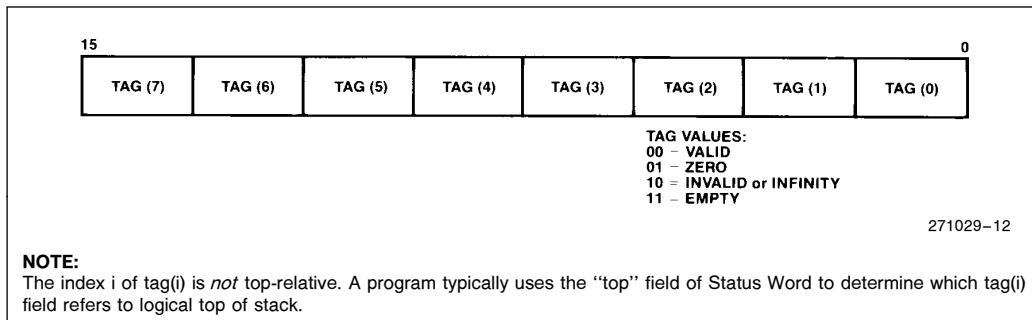 15 0
TAG (7) TAG (6) TAG (5) TAG (4) TAG (3) TAG (2) TAG (1) TAG (0)
TAG VALUES:
00 – VALID
01 – ZERO
10 = INVALID or INFINITY
11 – EMPTY
271029–12
NOTE:
The index i of tag(i) is not top-relative. A program typically uses the ‘‘top’’ field of Status Word to determine which tag(i)
field refers to logical top of stack.